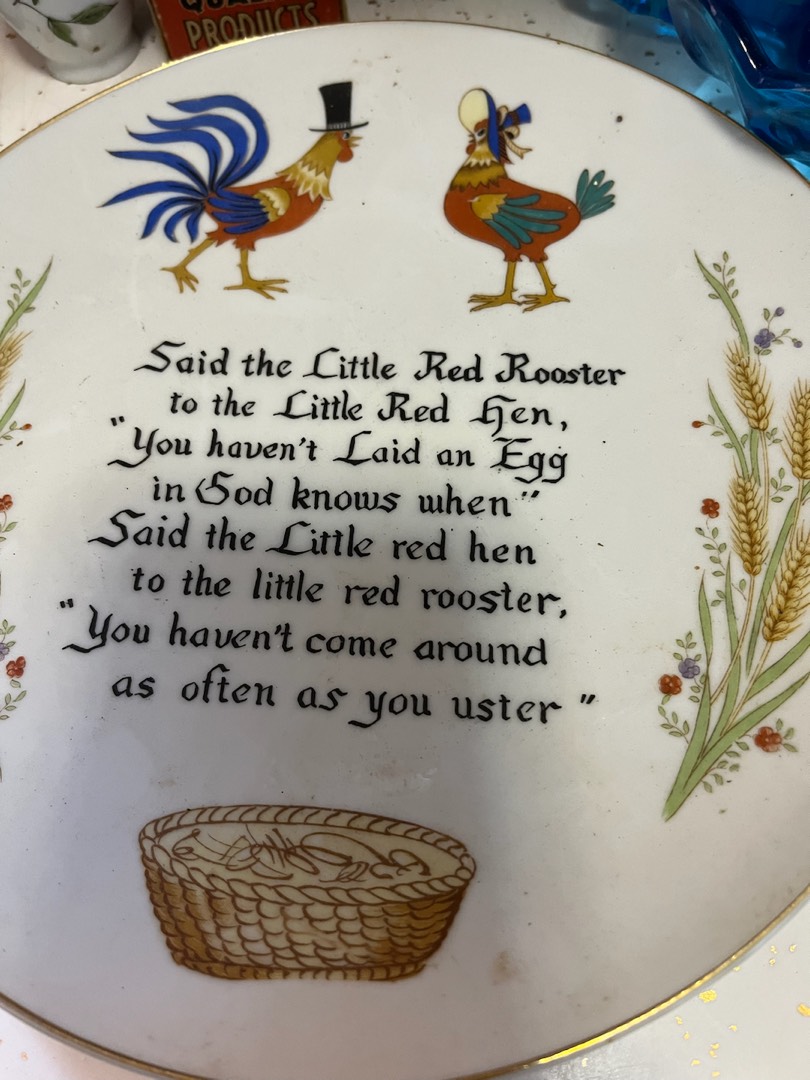 PRODUCTS
Said the Little Red Rooster
to the Little Red Hen,
"You haven't Laid an Egg
in God knows when"
Said the Little red hen
to the little red rooster,
"You haven't come around
as often as you uster"